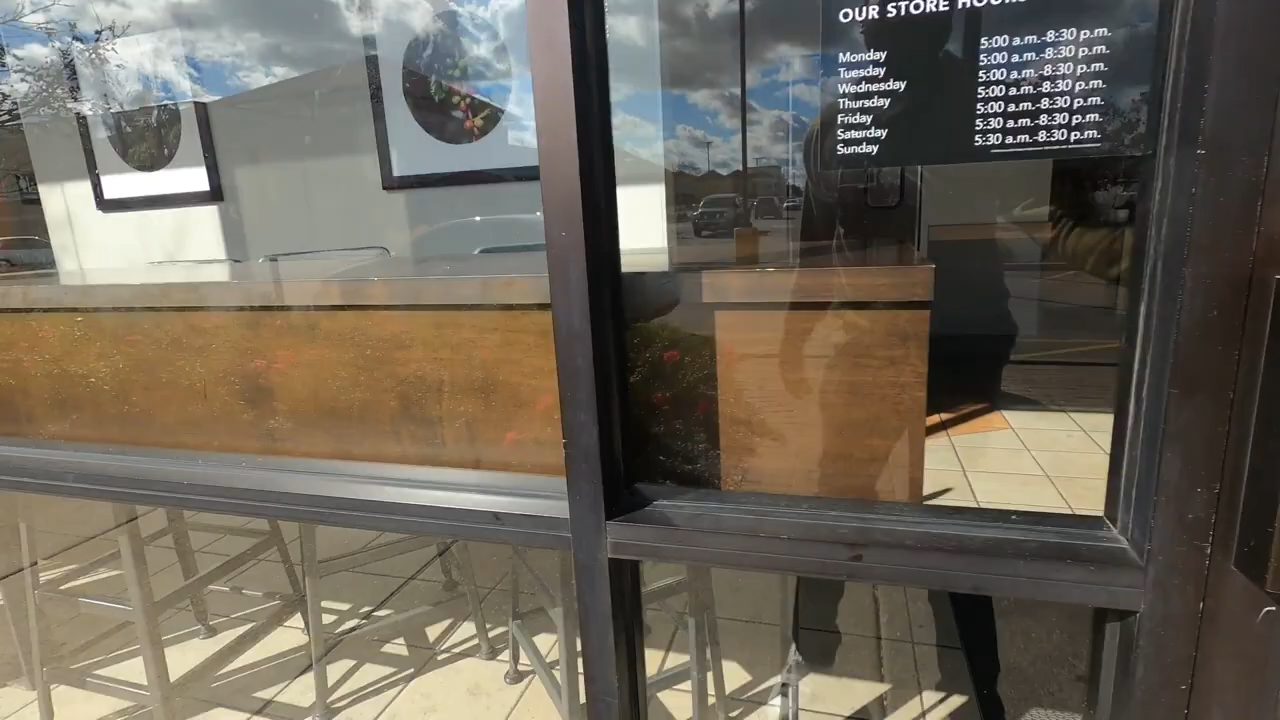 OUR STORE HOURS
Monday 5:00 a.m.-8:30 p.m.
Tuesday 5:00 a.m.-8:30 p.m.
Wednesday 5:00 a.m.-8:30 p.m.
Thursday 5:00 a.m.-8:30 p.m.
Friday 5:00 a.m.-8:30 p.m.
Saturday 5:30 a.m.-8:30 p.m.
Sunday 5:30 a.m.-8:30 p.m.